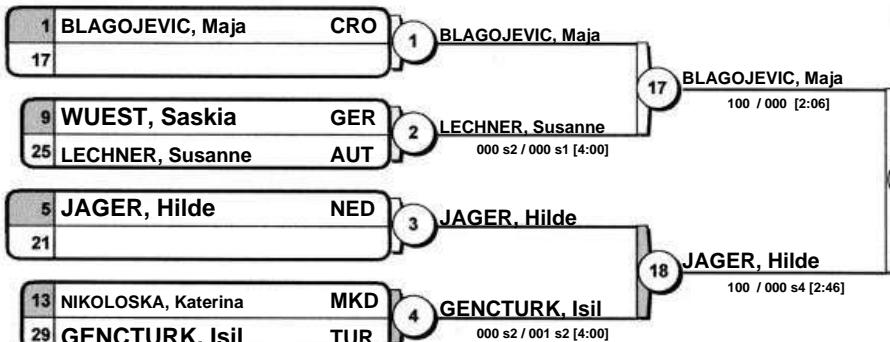 1 BLAGOJEVIC, Maja CRO
17
1
BLAGOJEVIC, Maja
9 WUEST, Saskia GER
25 LECHNER, Susanne AUT
2
LECHNER, Susanne
000 s2 / 000 s1 [4:00]
17
BLAGOJEVIC, Maja
100 / 000 [2:06]
5 JAGER, Hilde NED
21
3
JAGER, Hilde
13 NIKOLOSKA, Katerina MKD
29 GENCTURK, Isil TUR
4
GENCTURK, Isil
000 s2 / 001 s2 [4:00]
18
JAGER, Hilde
100 / 000 s4 [2:46]